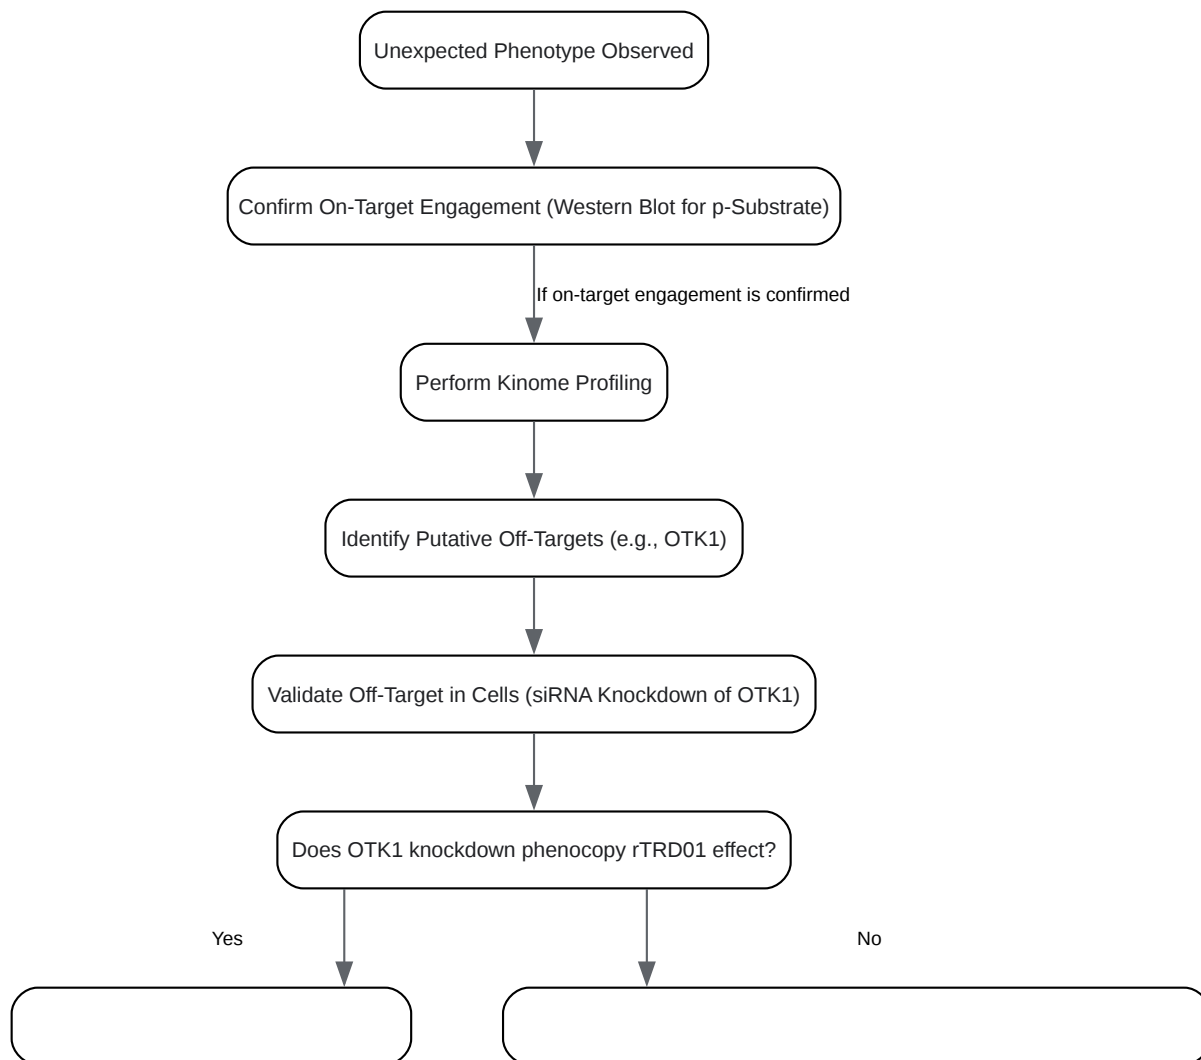 Unexpected Phenotype Observed
Confirm On-Target Engagement (Western Blot for p-Substrate)
If on-target engagement is confirmed
Perform Kinome Profiling
Identify Putative Off-Targets (e.g., OTK1)
Validate Off-Target in Cells (siRNA Knockdown of OTK1)
Does OTK1 knockdown phenocopy rTRD01 effect?
Yes
No